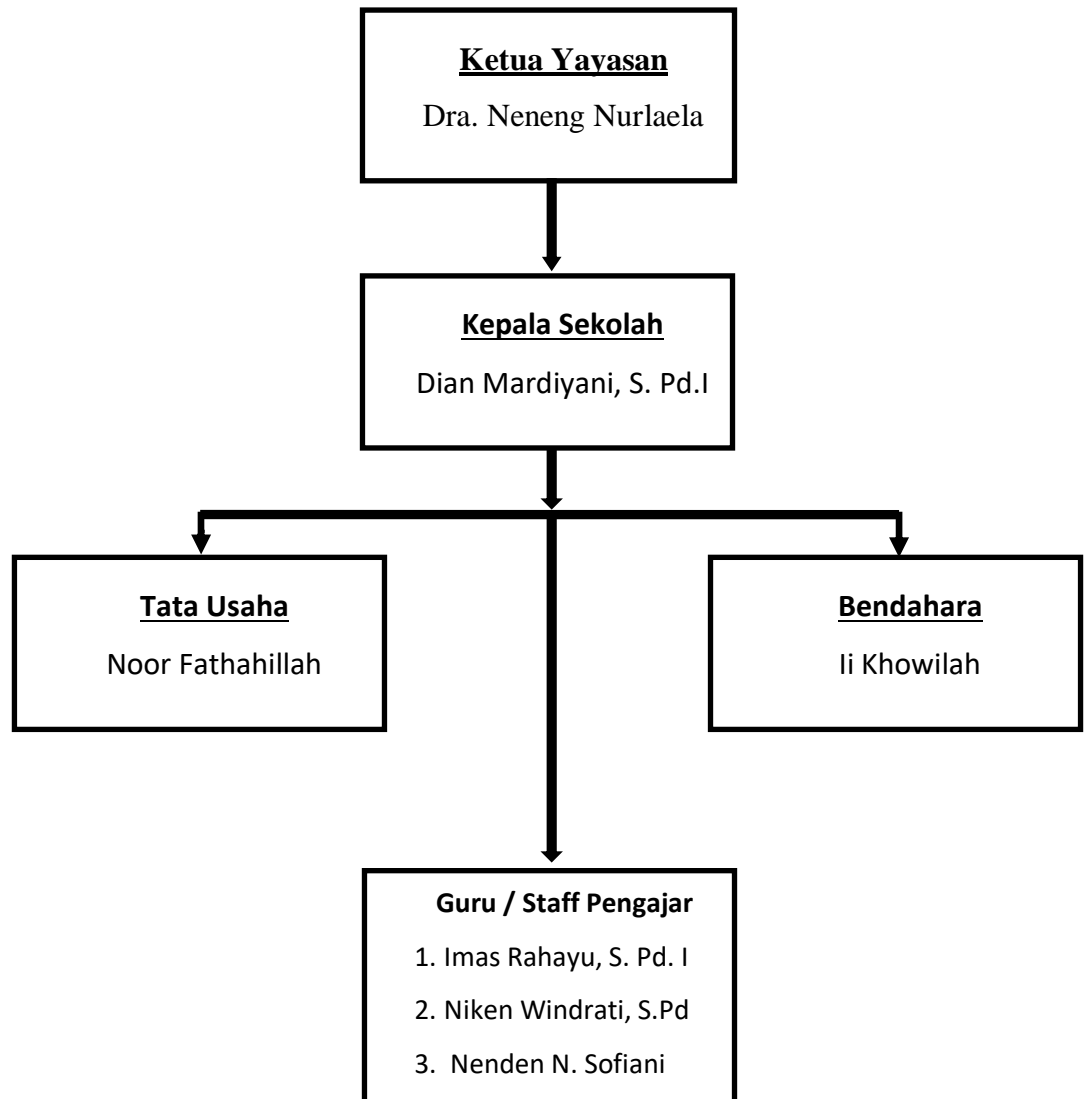 Ketua Yayasan
Dra. Neneng Nurlaela
Kepala Sekolah
Dian Mardiyani, S. Pd.I
Tata Usaha
Noor Fathahillah
Bendahara
Ii Khowilah
Guru / Staff Pengajar
1. Imas Rahayu, S. Pd. I
2. Niken Windrati, S.Pd
3. Nenden N. Sofiani